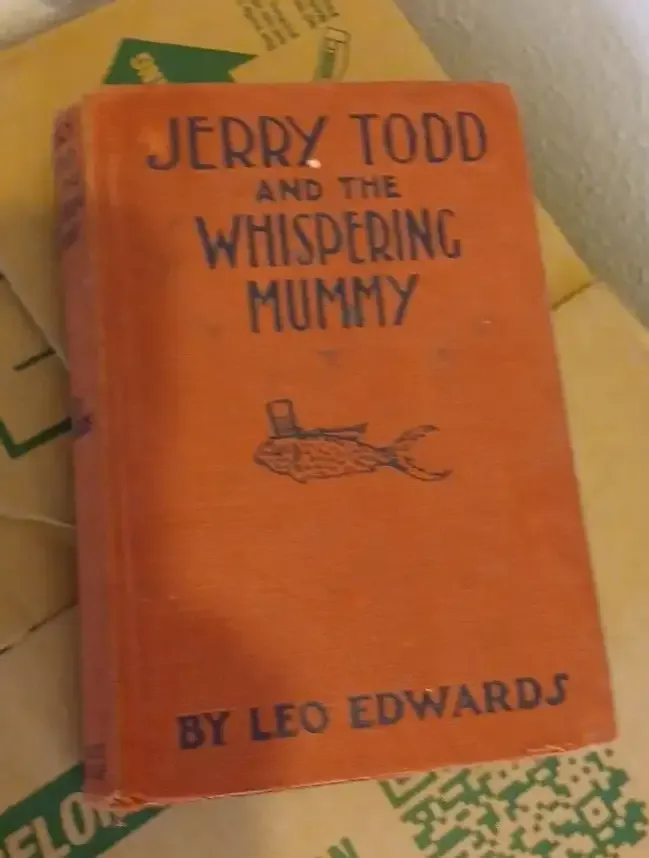 JERRY TODD
AND THE
WHISPERING
MUMMY
BY LEO EDWARDS